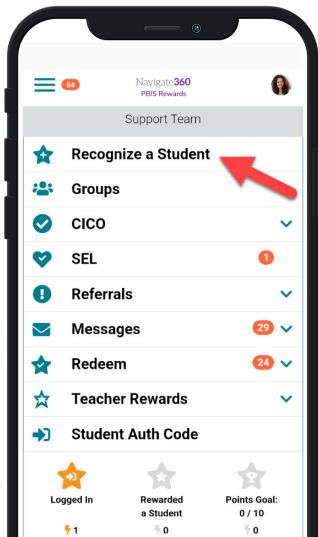 54
Navigate360
PBIS Rewards
Support Team
Recognize a Student
Groups
CICO
SEL
1
Referrals
Messages
29
Redeem
24
Teacher Rewards
Student Auth Code
Logged In
Rewarded
a Student
Points Goal:
0 / 10
1
0
0